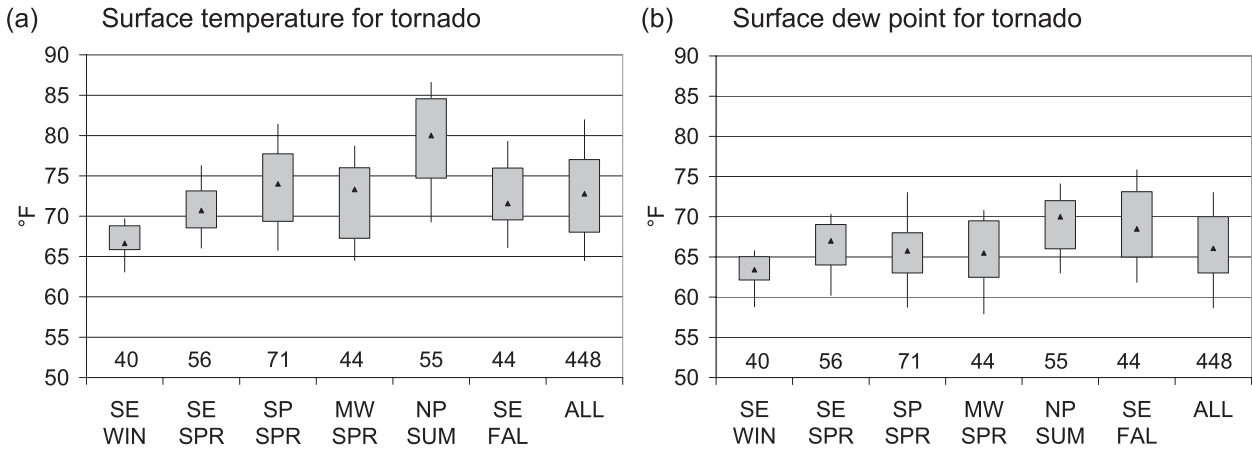 (a) Surface temperature for tornado
90
85
80
75
70
65
60
55
50
°F
40 56 71 44 55 44 448
SE SE SP MW NP SE ALL
WIN SPR SPR SPR SUM FAL
(b) Surface dew point for tornado
90
85
80
75
70
65
60
55
50
°F
40 56 71 44 55 44 448
SE SE SP MW NP SE ALL
WIN SPR SPR SPR SUM FAL